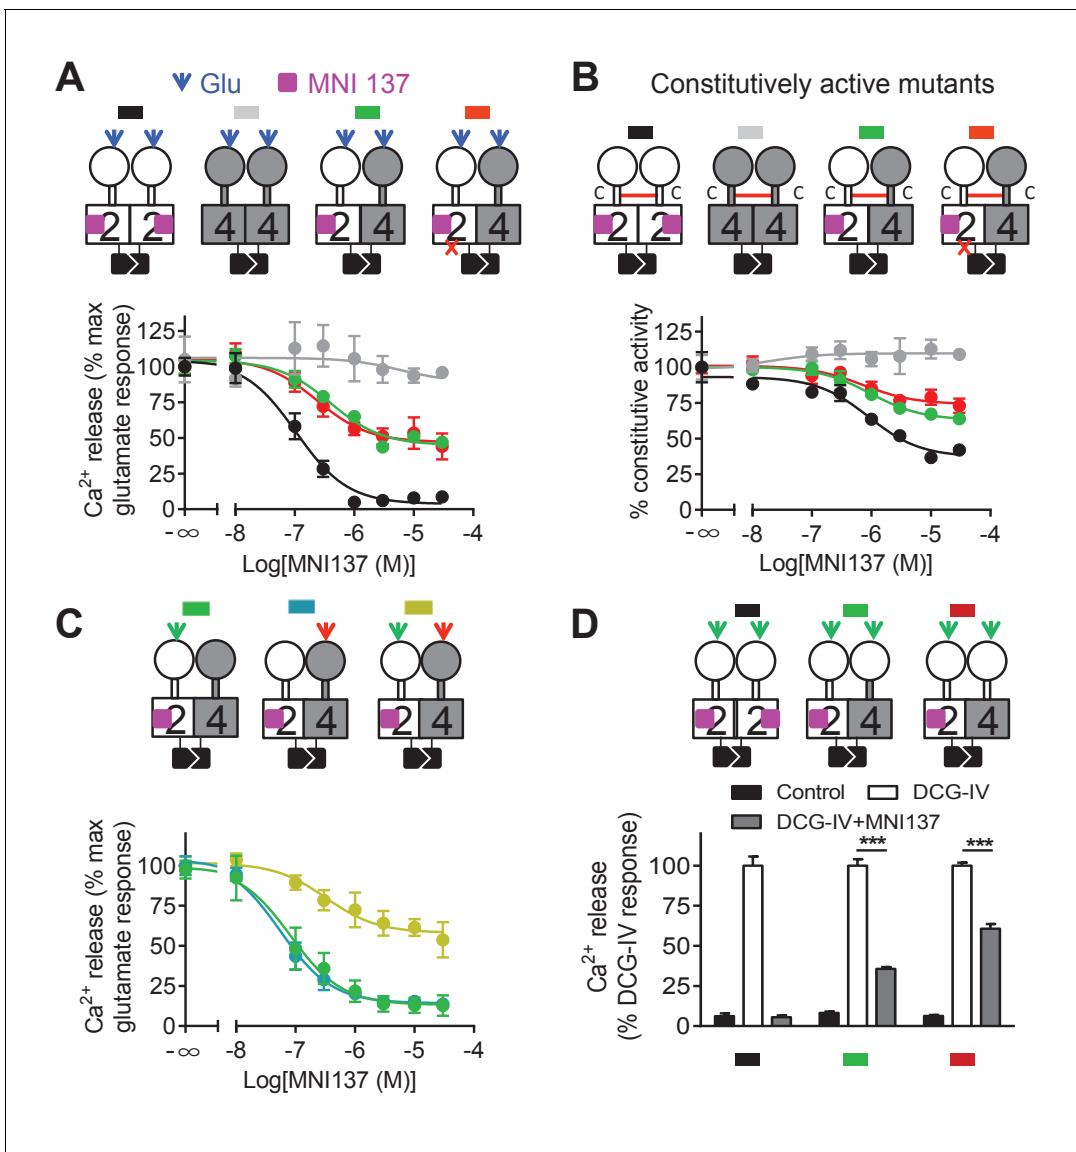 A
Glu
MNI 137
2 2
4 4
2 4
2 4
x
Ca2+ release (% max
glutamate response)
125
100
75
50
25
0
-∞
-8
-7
-6
-5
-4
Log[MNI137 (M)]
B
Constitutively active mutants
C C
C C
C C
C C
2 2
4 4
2 4
2 4
x
% constitutive activity
125
100
75
50
25
0
-∞
-8
-7
-6
-5
-4
Log[MNI137 (M)]
C
2 4
2 4
2 4
Ca2+ release (% max
glutamate response)
100
75
50
25
0
-∞
-8
-7
-6
-5
-4
Log[MNI137 (M)]
D
2 2
2 4
2 4
Control
DCG-IV
DCG-IV+MNI137
Ca2+ release
(% DCG-IV response)
100
75
50
25
0
***
***